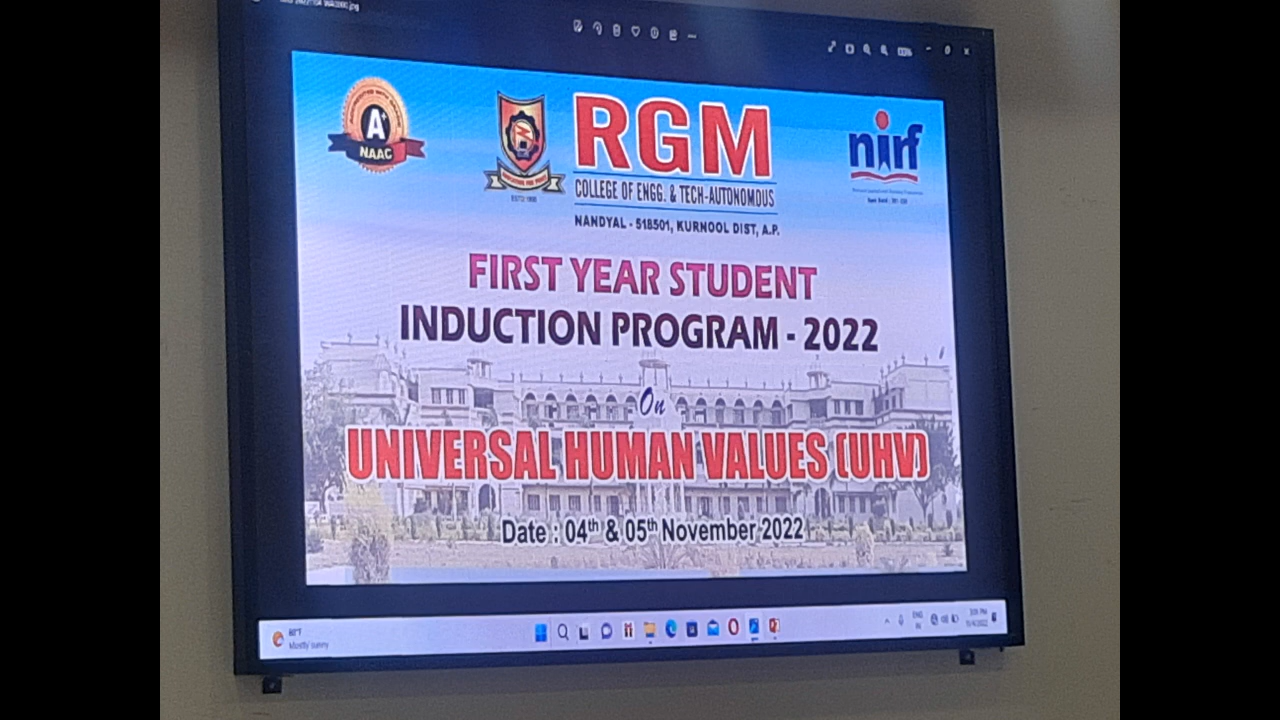 A+
NAAC
RGM
COLLEGE OF ENGG. & TECH-AUTONOMOUS
NANDYAL - 518501, KURNOOL DIST, A.P.
nirf
FIRST YEAR STUDENT
INDUCTION PROGRAM - 2022
On
UNIVERSAL HUMAN VALUES (UHV)
Date : 04th & 05th November 2022
Mostly sunny
ENG
IN